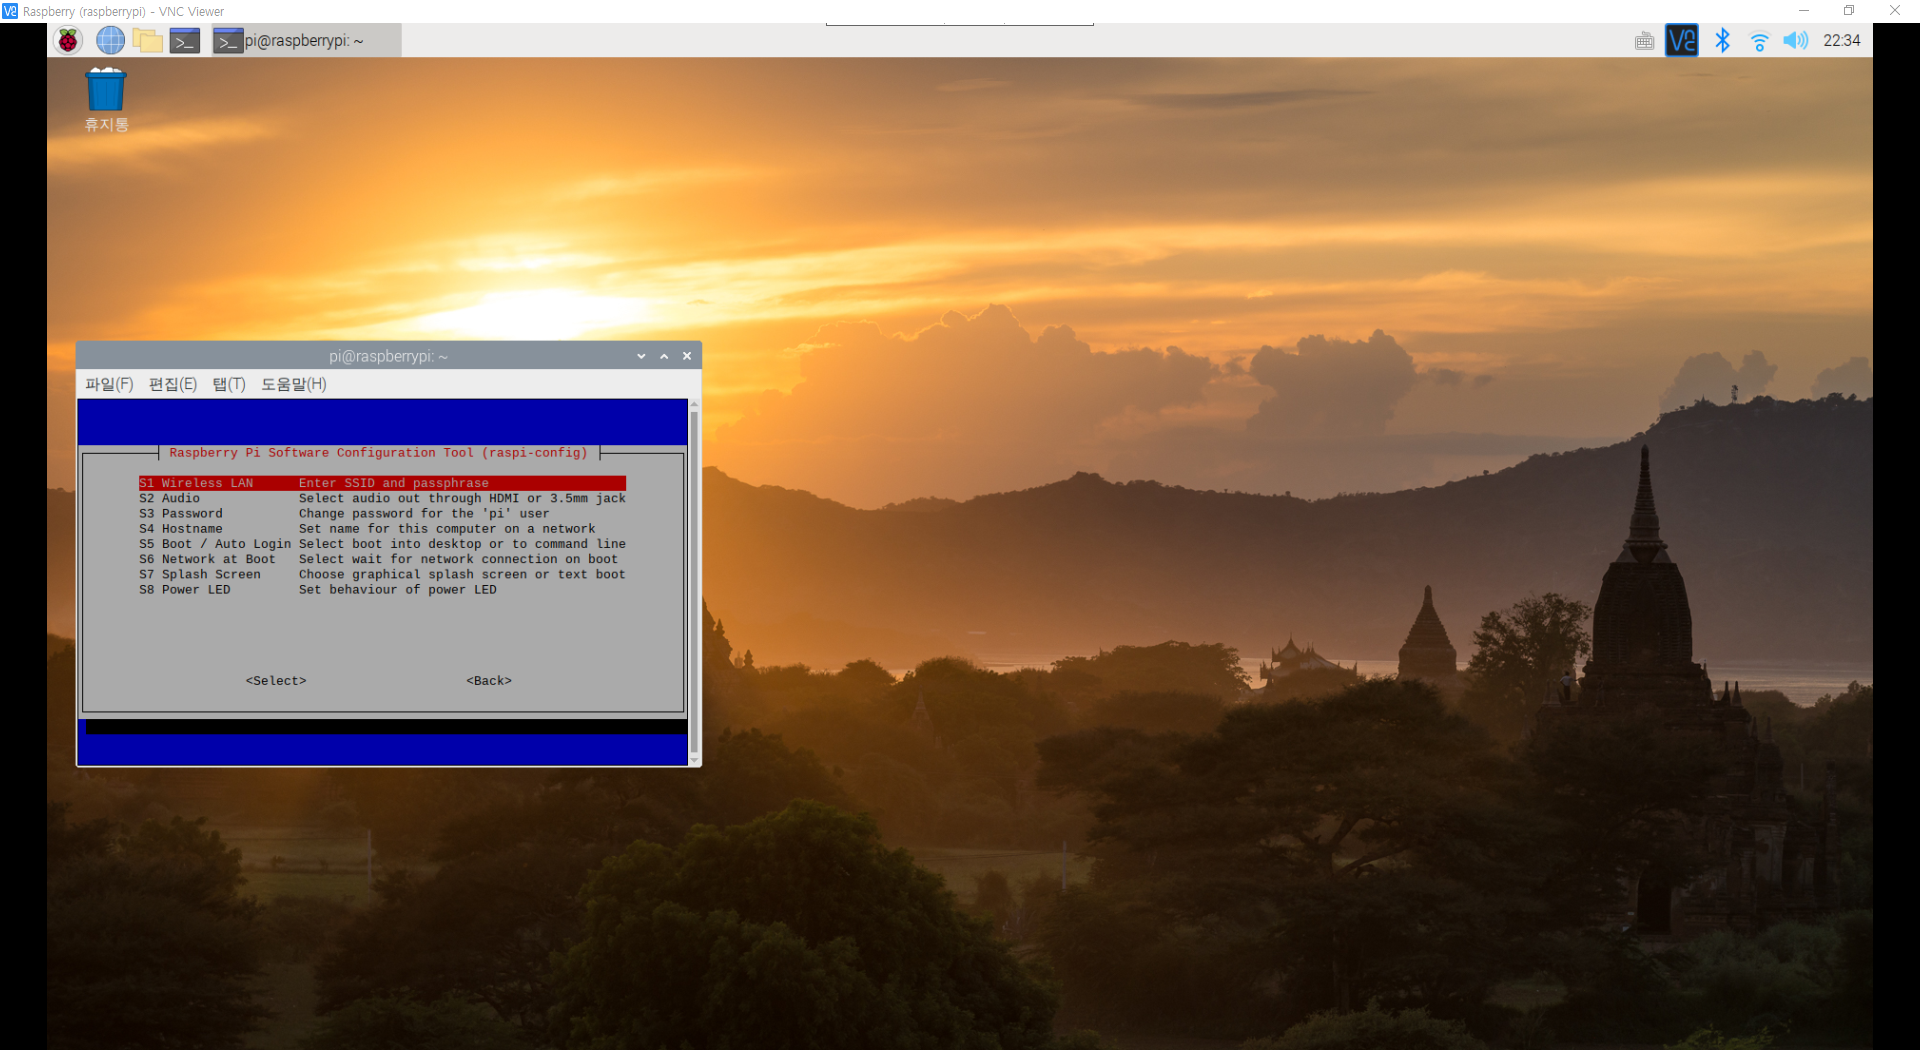 Raspberry (raspberrypi) - VNC Viewer
pi@raspberrypi: ~
22:34
휴지통
pi@raspberrypi: ~
파일(F) 편집(E) 탭(T) 도움말(H)
Raspberry Pi Software Configuration Tool (raspi-config)
S1 Wireless LAN Enter SSID and passphrase
S2 Audio Select audio out through HDMI or 3.5mm jack
S3 Password Change password for the 'pi' user
S4 Hostname Set name for this computer on a network
S5 Boot / Auto Login Select boot into desktop or to command line
S6 Network at Boot Select wait for network connection on boot
S7 Splash Screen Choose graphical splash screen or text boot
S8 Power LED Set behaviour of power LED
<Select> <Back>